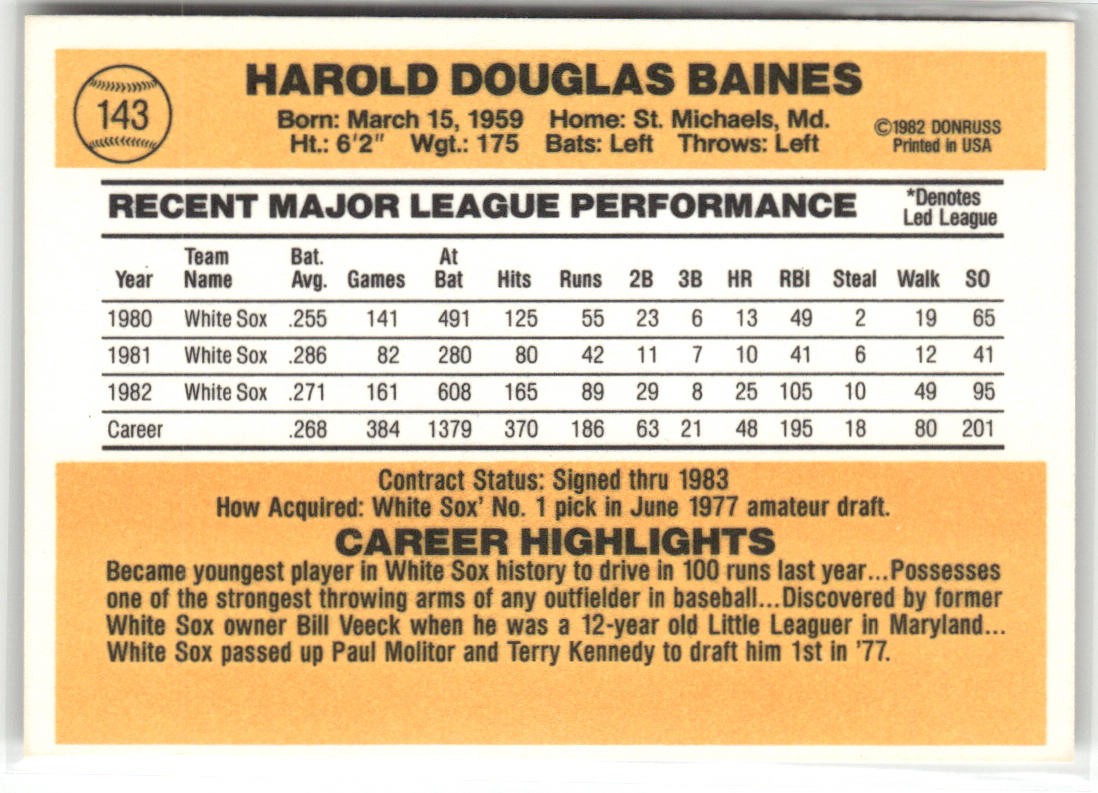 143
HAROLD DOUGLAS BAINES
Born: March 15, 1959 Home: St. Michaels, Md.
Ht.: 6'2" Wgt.: 175 Bats: Left Throws: Left
©1982 DONRUSS
Printed in USA
RECENT MAJOR LEAGUE PERFORMANCE
*Denotes
Led League
Year Team Name Bat. Avg. Games At Bat Hits Runs 2B 3B HR RBI Steal Walk SO
1980 White Sox .255 141 491 125 55 23 6 13 49 2 19 65
1981 White Sox .286 82 280 80 42 11 7 10 41 6 12 41
1982 White Sox .271 161 608 165 89 29 8 25 105 10 49 95
Career .268 384 1379 370 186 63 21 48 195 18 80 201
Contract Status: Signed thru 1983
How Acquired: White Sox' No. 1 pick in June 1977 amateur draft.
CAREER HIGHLIGHTS
Became youngest player in White Sox history to drive in 100 runs last year...Possesses
one of the strongest throwing arms of any outfielder in baseball...Discovered by former
White Sox owner Bill Veeck when he was a 12-year old Little Leaguer in Maryland...
White Sox passed up Paul Molitor and Terry Kennedy to draft him 1st in '77.